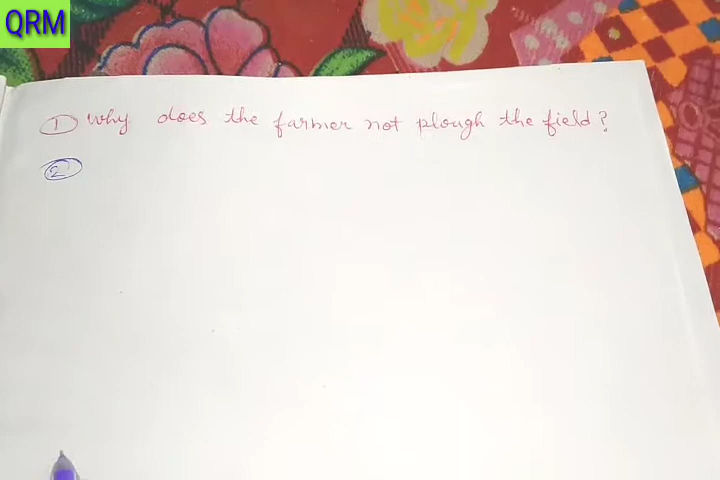 QRM
① Why does the farmer not plough the field?
②